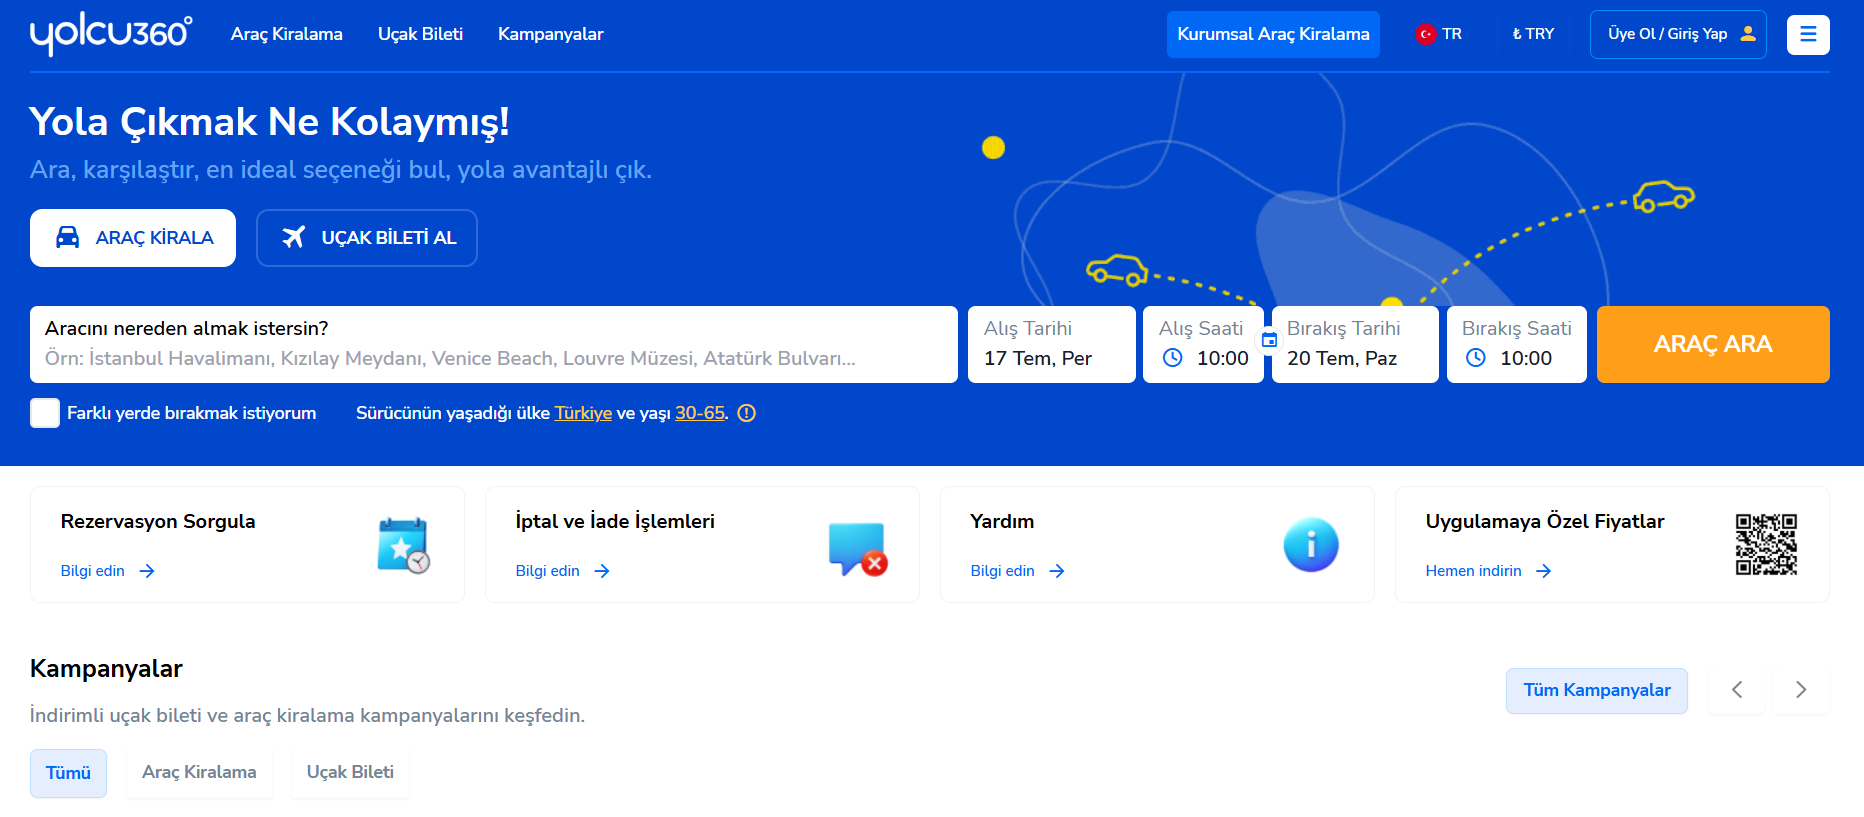 yolcu360°
Araç Kiralama
Uçak Bileti
Kampanyalar
Kurumsal Araç Kiralama
TR
₺ TRY
Üye Ol / Giriş Yap
Yola Çıkmak Ne Kolaymış!
Ara, karşılaştır, en ideal seçeneği bul, yola avantajlı çık.
ARAÇ KİRALA
UÇAK BİLETİ AL
Aracını nereden almak istersin?
Örn: İstanbul Havalimanı, Kızılay Meydanı, Venice Beach, Louvre Müzesi, Atatürk Bulvarı...
Alış Tarihi
17 Tem, Per
Alış Saati
10:00
Bırakış Tarihi
20 Tem, Paz
Bırakış Saati
10:00
ARAÇ ARA
Farklı yerde bırakmak istiyorum
Sürücünün yaşadığı ülke Türkiye ve yaşı 30-65.
Rezervasyon Sorgula
Bilgi edin
İptal ve İade İşlemleri
Bilgi edin
Yardım
Bilgi edin
Uygulamaya Özel Fiyatlar
Hemen indirin
Kampanyalar
İndirimli uçak bileti ve araç kiralama kampanyalarını keşfedin.
Tüm Kampanyalar
Tümü
Araç Kiralama
Uçak Bileti